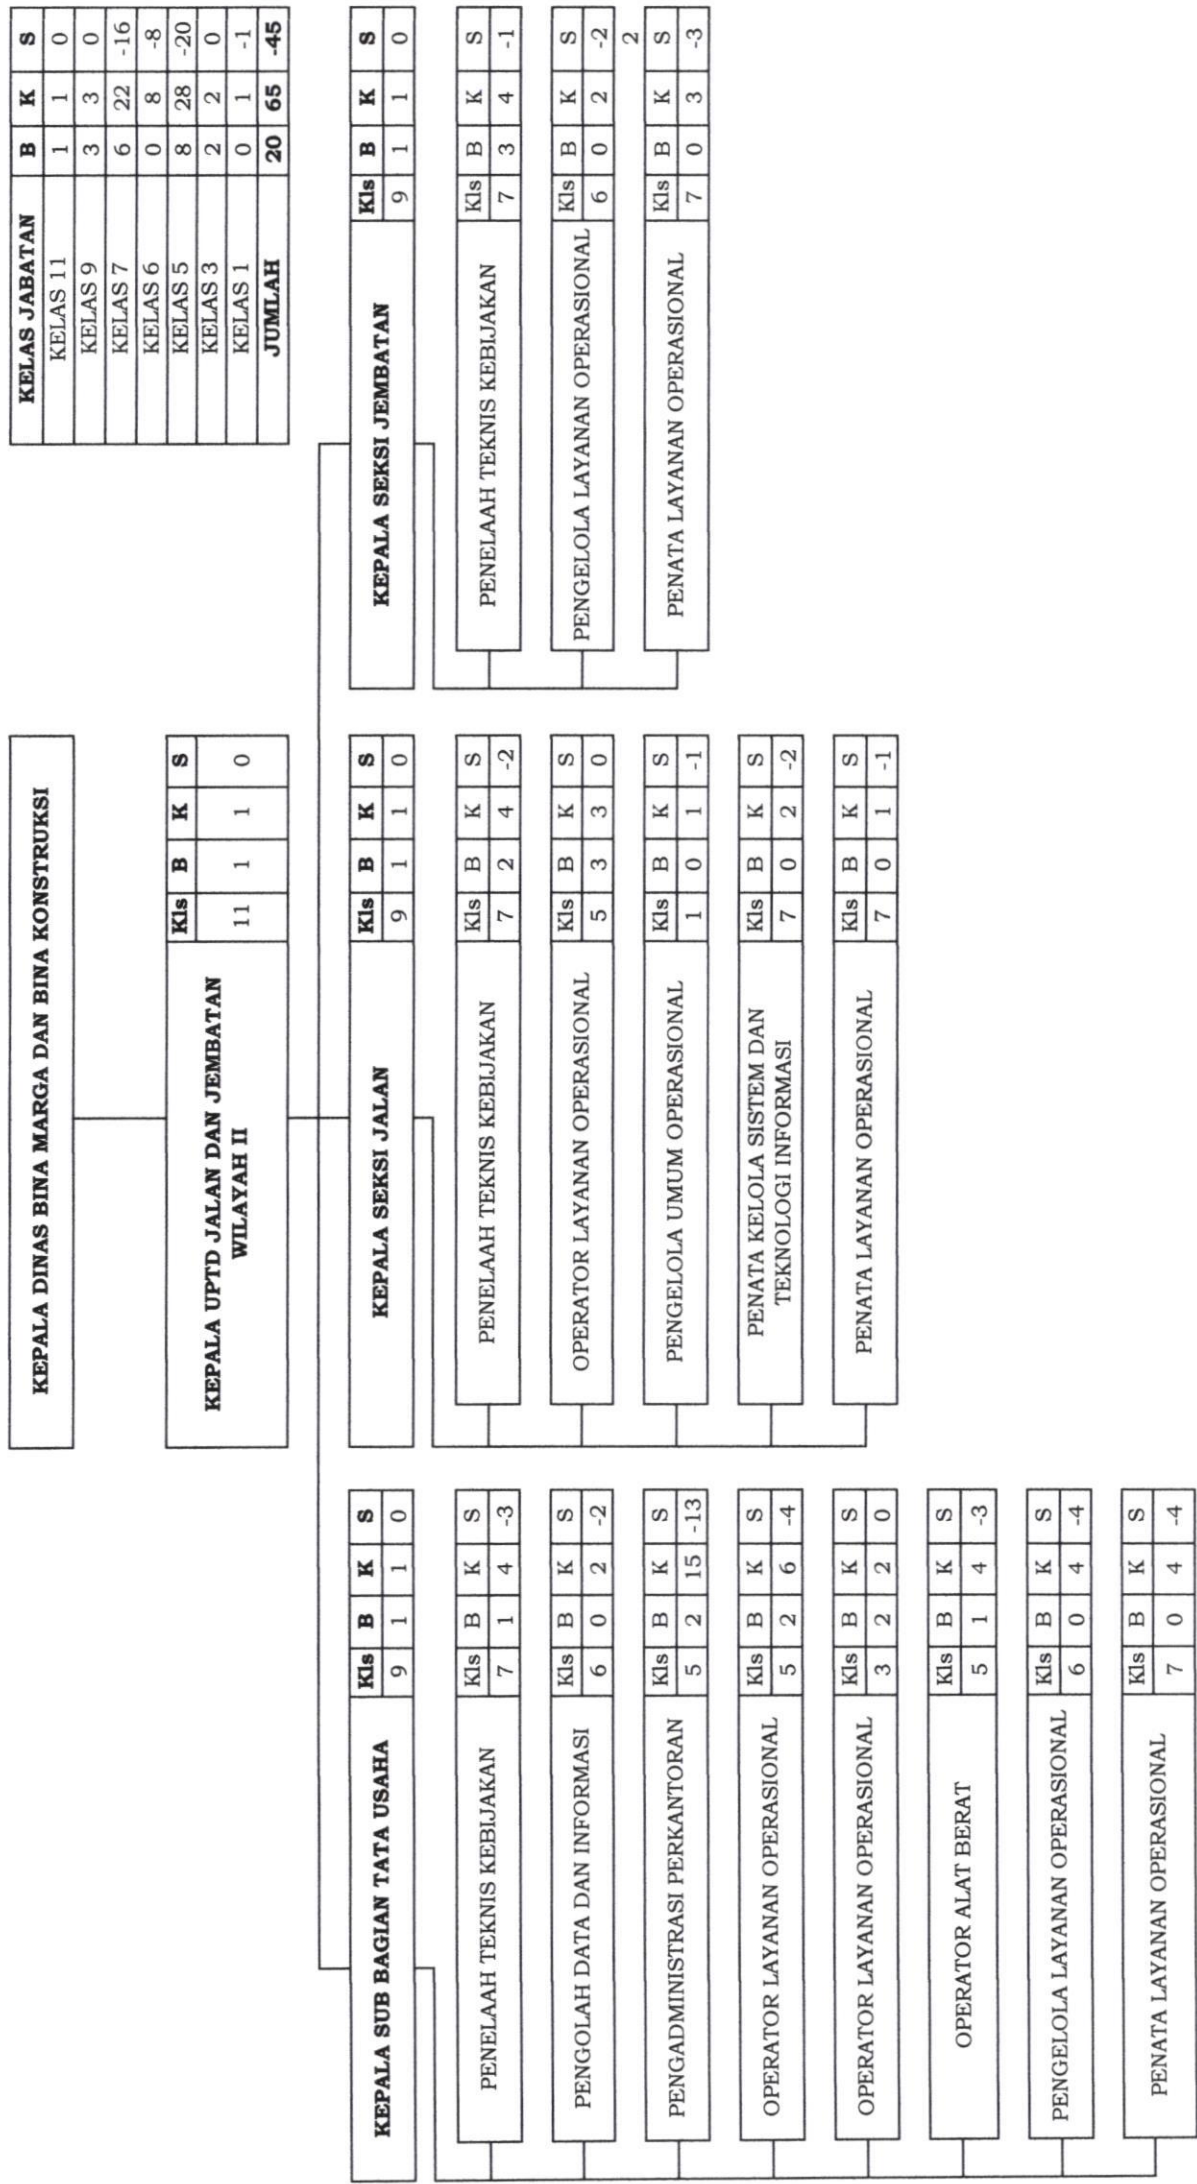 KEPALA DINAS BINA MARGA DAN BINA KONSTRUKSI
KELAS JABATAN B K S
KELAS 11 1 1 0
KELAS 9 3 3 0
KELAS 7 6 22 -16
KELAS 6 0 8 -8
KELAS 5 8 28 -20
KELAS 3 2 2 0
KELAS 1 0 1 -1
JUMLAH 20 65 -45
KEPALA UPTD JALAN DAN JEMBATAN
WILAYAH II
Kls B K S
11 1 1 0
KEPALA SUB BAGIAN TATA USAHA
Kls B K S
9 1 1 0
PENELAAH TEKNIS KEBIJAKAN
Kls B K S
7 1 4 -3
PENGOLAH DATA DAN INFORMASI
Kls B K S
6 0 2 -2
PENGADMINISTRASI PERKANTORAN
Kls B K S
5 2 15 -13
OPERATOR LAYANAN OPERASIONAL
Kls B K S
5 2 6 -4
OPERATOR LAYANAN OPERASIONAL
Kls B K S
3 2 2 0
OPERATOR ALAT BERAT
Kls B K S
5 1 4 -3
PENGELOLA LAYANAN OPERASIONAL
Kls B K S
6 0 4 -4
PENATA LAYANAN OPERASIONAL
Kls B K S
7 0 4 -4
KEPALA SEKSI JALAN
Kls B K S
9 1 1 0
PENELAAH TEKNIS KEBIJAKAN
Kls B K S
7 2 4 -2
OPERATOR LAYANAN OPERASIONAL
Kls B K S
5 3 3 0
PENGELOLA UMUM OPERASIONAL
Kls B K S
1 0 1 -1
PENATA KELOLA SISTEM DAN
TEKNOLOGI INFORMASI
Kls B K S
7 0 2 -2
PENATA LAYANAN OPERASIONAL
Kls B K S
7 0 1 -1
KEPALA SEKSI JEMBATAN
Kls B K S
9 1 1 0
PENELAAH TEKNIS KEBIJAKAN
Kls B K S
7 3 4 -1
PENGELOLA LAYANAN OPERASIONAL
Kls B K S
6 0 2 -2
2
PENATA LAYANAN OPERASIONAL
Kls B K S
7 0 3 -3